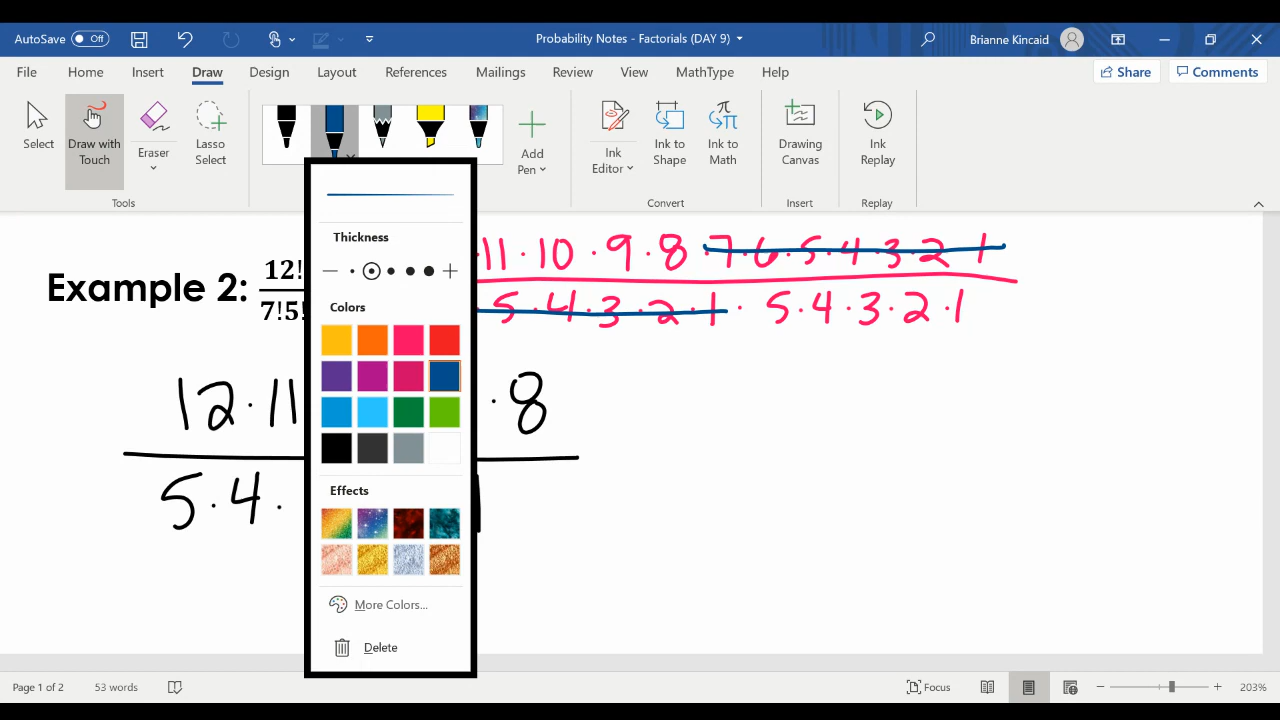 AutoSave Off Probability Notes - Factorials (DAY 9) Brianne Kincaid
File Home Insert Draw Design Layout References Mailings Review View MathType Help Share Comments
Select Draw with Touch Eraser Lasso Select Add Pen Ink Editor Ink to Shape Ink to Math Drawing Canvas Ink Replay
Tools Convert Insert Replay
Thickness
Colors
Effects
More Colors...
Delete
Example 2: 12! / 7!5!
11 · 10 · 9 · 8 · 7 · 6 · 5 · 4 · 3 · 2 · 1
5 · 4 · 3 · 2 · 1 · 5 · 4 · 3 · 2 · 1
12 · 11 · 8
5 · 4 ·
Page 1 of 2 53 words Focus 203%